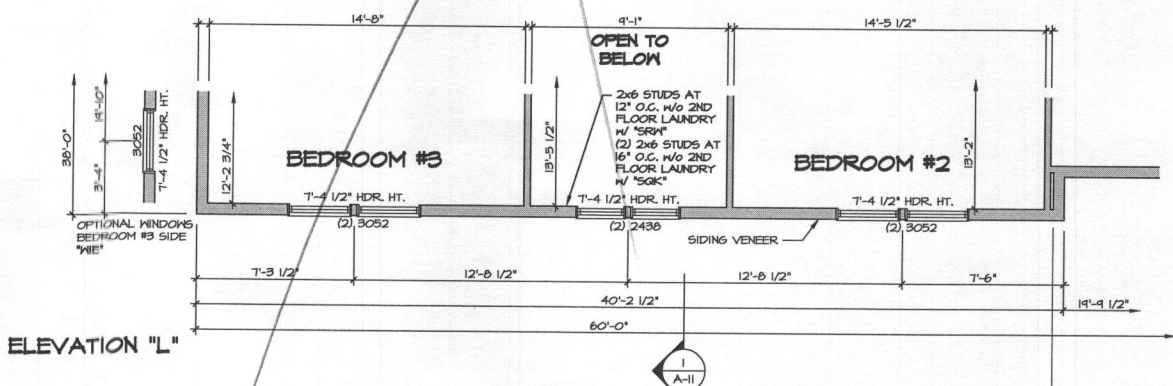 14'-8"
9'-1"
14'-5 1/2"
OPEN TO
BELOW
2x6 STUDS AT
12" O.C. W/o 2ND
FLOOR LAUNDRY
W/ "SRW"
(2) 2x6 STUDS AT
16" O.C. W/o 2ND
FLOOR LAUNDRY
W/ "SGK"
38'-0"
14'-10"
3'-4"
3052
7'-4 1/2" HDR. HT.
12'-2 3/4"
BEDROOM #3
13'-5 1/2"
BEDROOM #2
13'-2"
7'-4 1/2" HDR. HT.
7'-4 1/2" HDR. HT.
7'-4 1/2" HDR. HT.
OPTIONAL WINDOWS
BEDROOM #3 SIDE
"WIE"
(2) 3052
(2) 2438
SIDING VENEER
(2) 3052
7'-3 1/2"
12'-8 1/2"
12'-8 1/2"
7'-6"
40'-2 1/2"
19'-9 1/2"
60'-0"
ELEVATION "L"
1
A-11